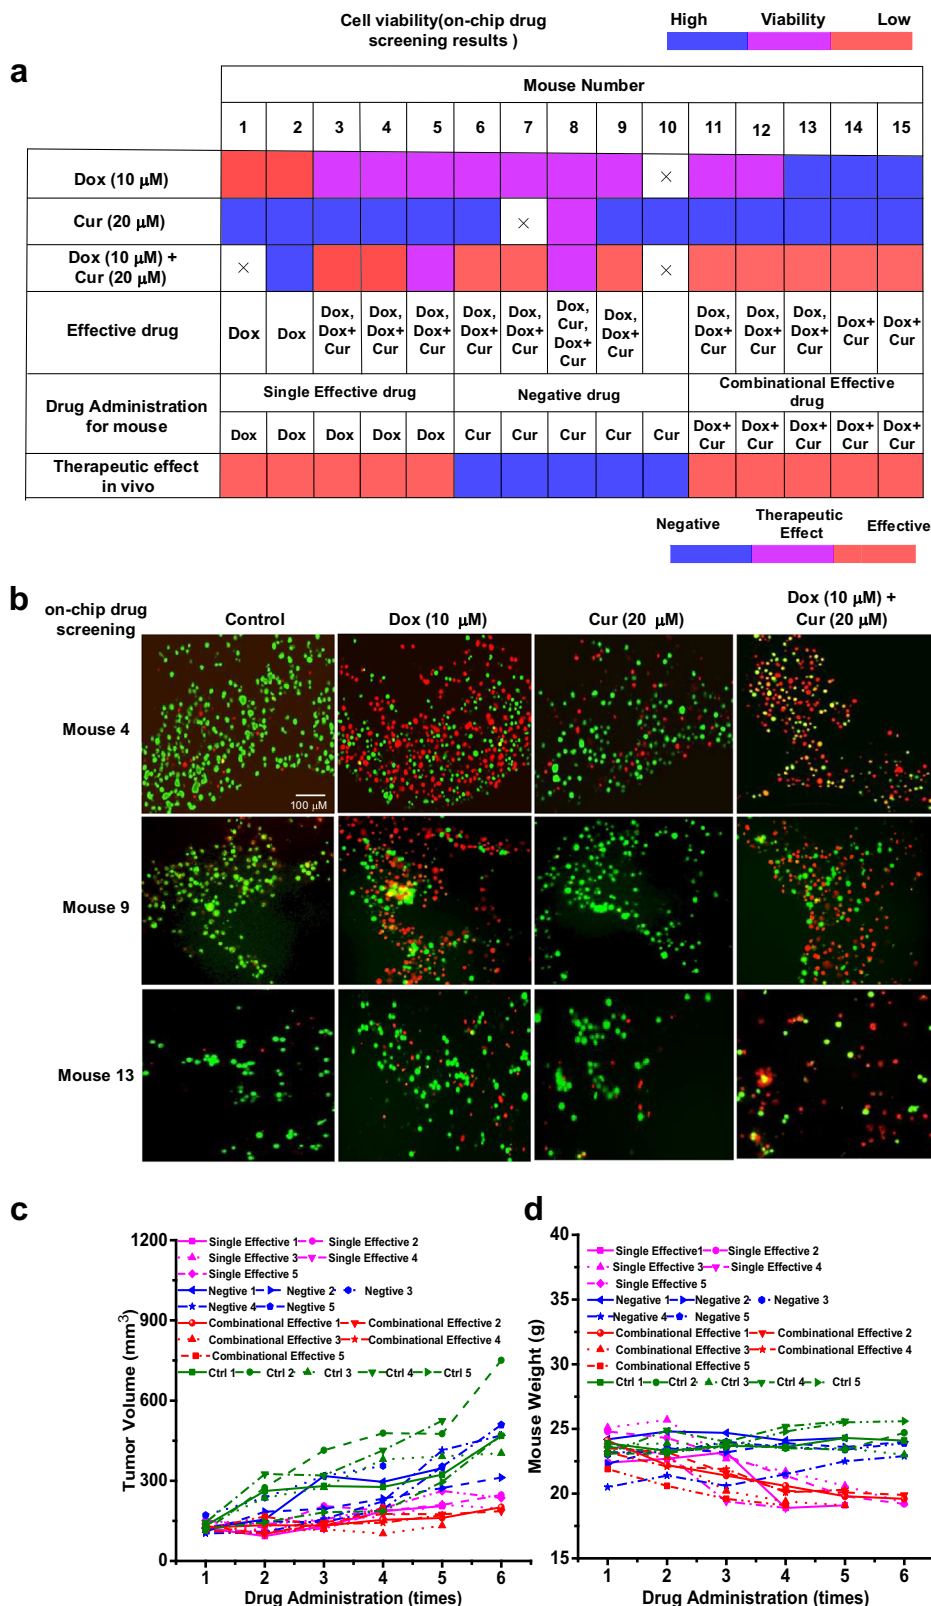 Cell viability(on-chip drug
screening results )
High Viability Low
a
Mouse Number
1 2 3 4 5 6 7 8 9 10 11 12 13 14 15
Dox (10 μM)
×
Cur (20 μM)
×
Dox (10 μM) +
Cur (20 μM)
× ×
Effective drug
Dox Dox Dox, Dox+ Cur Dox, Dox+ Cur Dox, Dox+ Cur Dox, Dox+ Cur Dox, Dox+ Cur Dox, Cur, Dox+ Cur Dox, Dox+ Cur Dox, Dox+ Cur Dox, Dox+ Cur Dox, Dox+ Cur Dox+ Cur Dox+ Cur
Drug Administration
for mouse
Single Effective drug Negative drug Combinational Effective drug
Dox Dox Dox Dox Dox Cur Cur Cur Cur Cur Dox+ Cur Dox+ Cur Dox+ Cur Dox+ Cur Dox+ Cur
Therapeutic effect
in vivo
Negative Therapeutic Effect Effective
b
on-chip drug
screening
Control Dox (10 μM) Cur (20 μM) Dox (10 μM) + Cur (20 μM)
Mouse 4
100 μM
Mouse 9
Mouse 13
c
Tumor Volume (mm3)
1200
900
600
300
0
Single Effective 1 Single Effective 2
Single Effective 3 Single Effective 4
Single Effective 5
Negtive 1 Negtive 2 Negtive 3
Negtive 4 Negtive 5
Combinational Effective 1 Combinational Effective 2
Combinational Effective 3 Combinational Effective 4
Combinational Effective 5
Ctrl 1 Ctrl 2 Ctrl 3 Ctrl 4 Ctrl 5
1 2 3 4 5 6
Drug Administration (times)
d
Mouse Weight (g)
40
35
30
25
20
15
Single Effective1 Single Effective 2
Single Effective 3 Single Effective 4
Single Effective 5
Negative 1 Negative 2 Negative 3
Negative 4 Negative 5
Combinational Effective 1 Combinational Effective 2
Combinational Effective 3 Combinational Effective 4
Combinational Effective 5
Ctrl 1 Ctrl 2 Ctrl 3 Ctrl 4 Ctrl 5
1 2 3 4 5 6
Drug Administration (times)